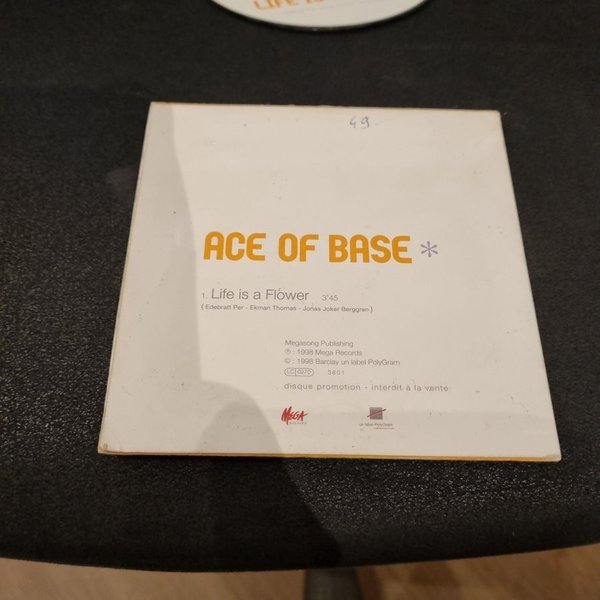 LIFE IS
49.
ACE OF BASE *
1. Life is a Flower 3'45
( Edebratt Per - Ekman Thomas - Jonas Joker Berggren )
Megasong Publishing
℗ : 1998 Mega Records
© : 1998 Barclay un label PolyGram
LC 0270 3601
disque promotion - interdit à la vente
MEGA
RECORDS
un label PolyGram